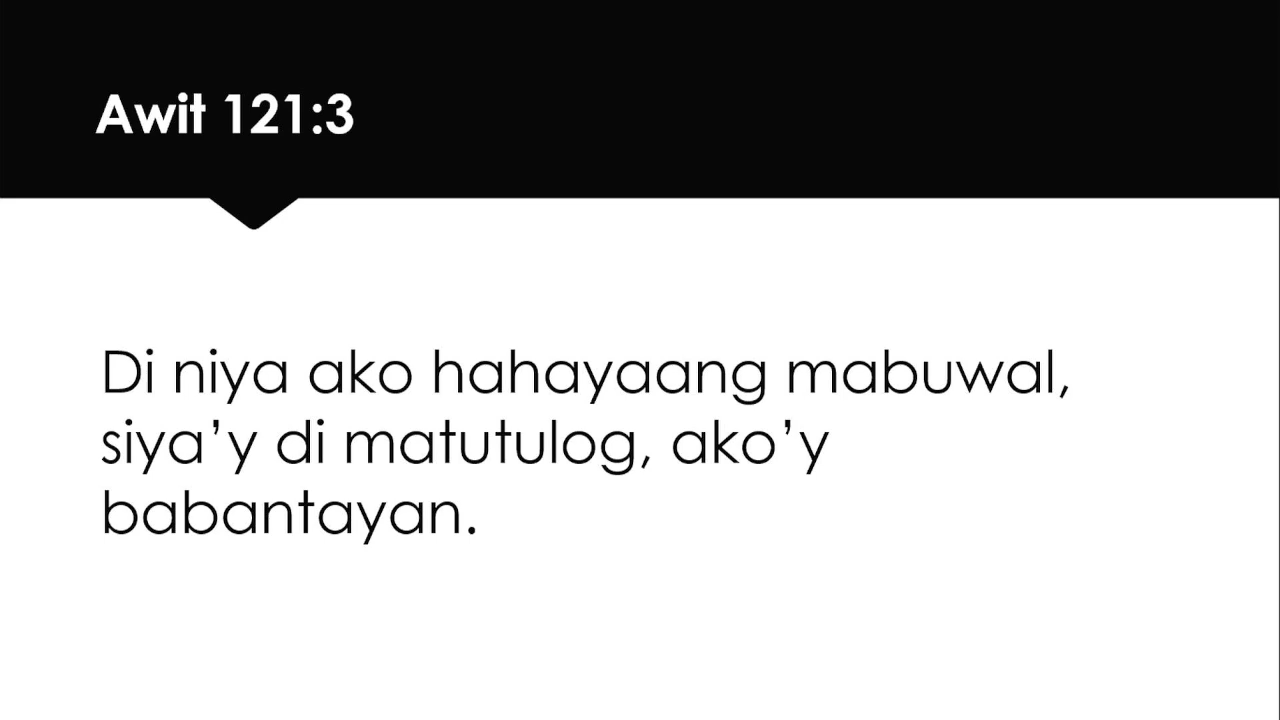 Awit 121:3
Di niya ako hahayaang mabuwal,
siya’y di matutulog, ako’y
babantayan.